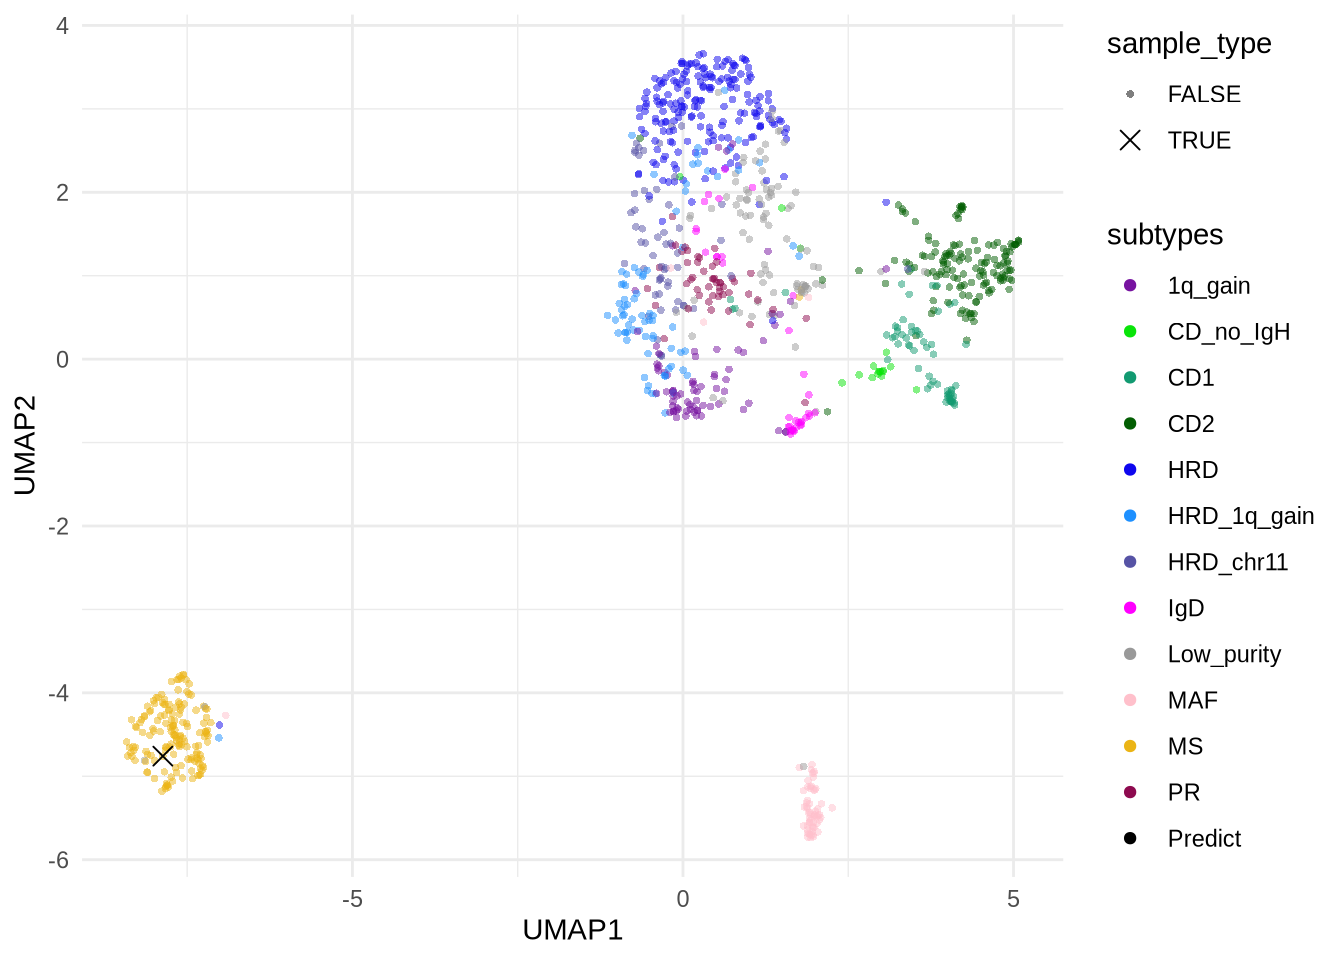 4
2
0
-2
-4
-6
-5
0
5
UMAP1
UMAP2
sample_type
FALSE
TRUE
subtypes
1q_gain
CD_no_IgH
CD1
CD2
HRD
HRD_1q_gain
HRD_chr11
IgD
Low_purity
MAF
MS
PR
Predict